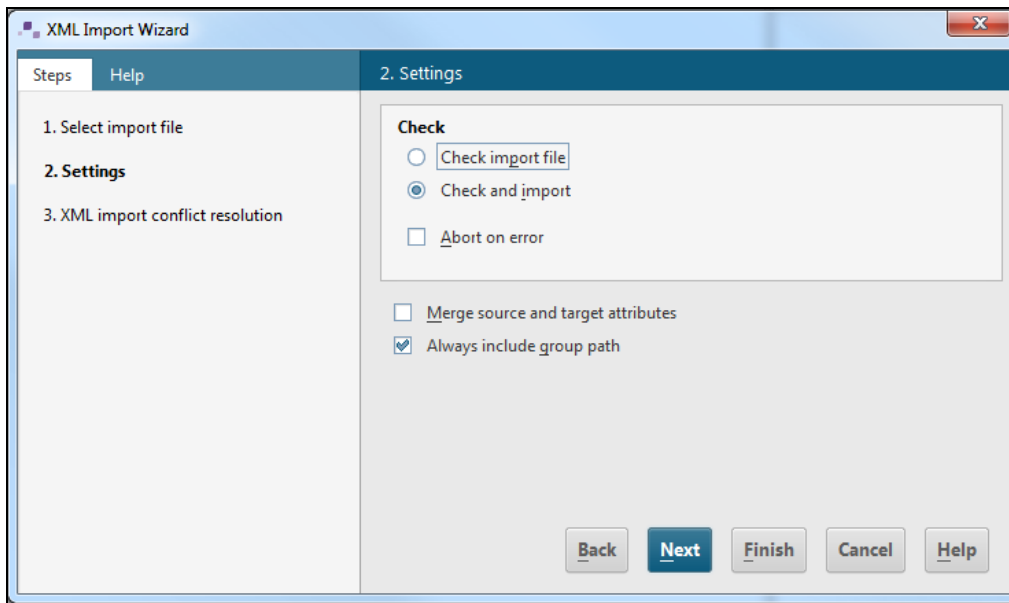 XML Import Wizard
Steps Help
1. Select import file
2. Settings
3. XML import conflict resolution
2. Settings
Check
Check import file
Check and import
Abort on error
Merge source and target attributes
Always include group path
Back Next Finish Cancel Help